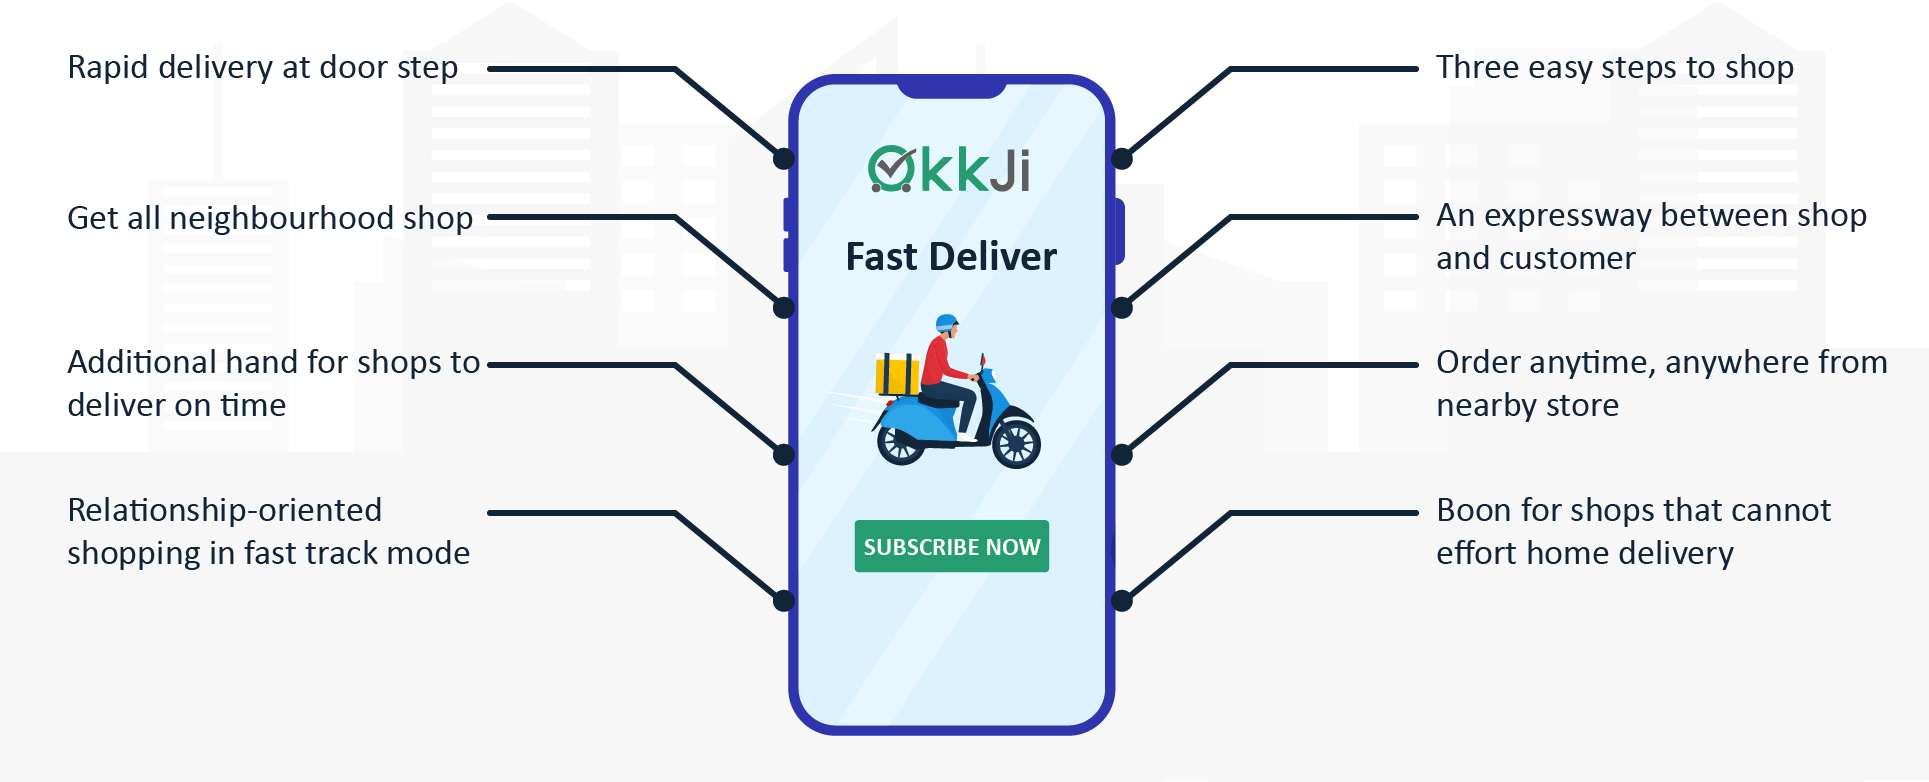 Rapid delivery at door step
Get all neighbourhood shop
Additional hand for shops to
deliver on time
Relationship-oriented
shopping in fast track mode
OkkJi
Fast Deliver
SUBSCRIBE NOW
Three easy steps to shop
An expressway between shop
and customer
Order anytime, anywhere from
nearby store
Boon for shops that cannot
effort home delivery